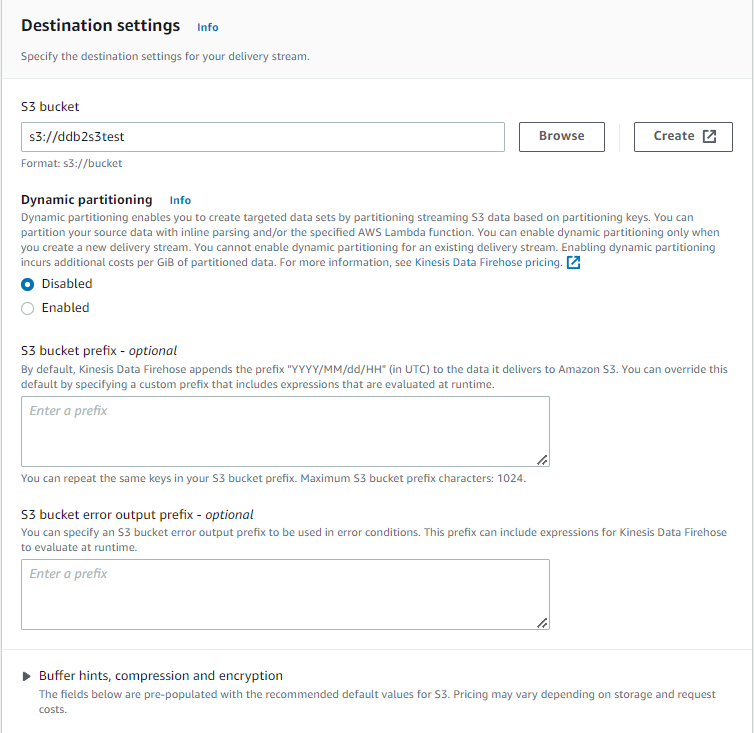 Destination settings Info
Specify the destination settings for your delivery stream.
S3 bucket
s3://ddb2s3test Browse Create
Format: s3://bucket
Dynamic partitioning Info
Dynamic partitioning enables you to create targeted data sets by partitioning streaming S3 data based on partitioning keys. You can
partition your source data with inline parsing and/or the specified AWS Lambda function. You can enable dynamic partitioning only when
you create a new delivery stream. You cannot enable dynamic partitioning for an existing delivery stream. Enabling dynamic partitioning
incurs additional costs per GiB of partitioned data. For more information, see Kinesis Data Firehose pricing.
Disabled
Enabled
S3 bucket prefix - optional
By default, Kinesis Data Firehose appends the prefix "YYYY/MM/dd/HH" (in UTC) to the data it delivers to Amazon S3. You can override this
default by specifying a custom prefix that includes expressions that are evaluated at runtime.
Enter a prefix
You can repeat the same keys in your S3 bucket prefix. Maximum S3 bucket prefix characters: 1024.
S3 bucket error output prefix - optional
You can specify an S3 bucket error output prefix to be used in error conditions. This prefix can include expressions for Kinesis Data Firehose
to evaluate at runtime.
Enter a prefix
Buffer hints, compression and encryption
The fields below are pre-populated with the recommended default values for S3. Pricing may vary depending on storage and request
costs.